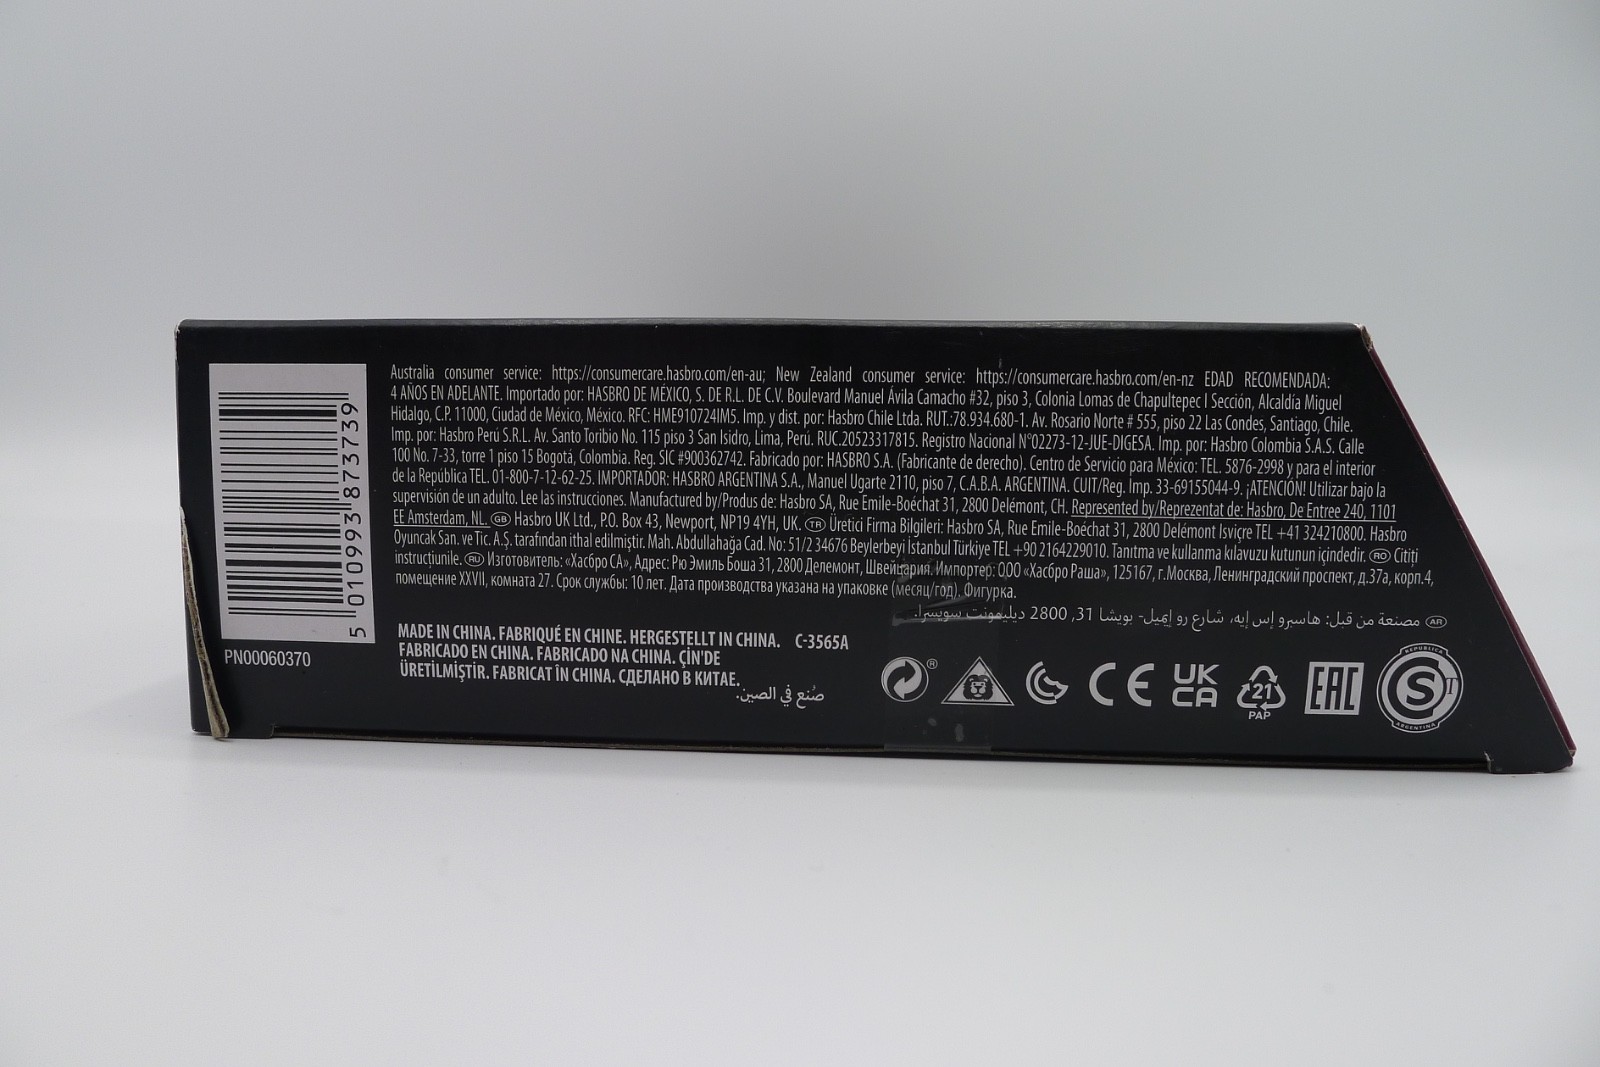 5 010993 873739
PN00060370
Australia consumer service: https://consumercare.hasbro.com/en-au; New Zealand consumer service: https://consumercare.hasbro.com/en-nz EDAD RECOMENDADA:
4 AÑOS EN ADELANTE. Importado por: HASBRO DE MÉXICO, S. DE R.L. DE C.V. Boulevard Manuel Ávila Camacho #32, piso 3, Colonia Lomas de Chapultepec I Sección, Alcaldía Miguel
Hidalgo, C.P. 11000, Ciudad de México, México. RFC: HME910724IM5. Imp. y dist. por: Hasbro Chile Ltda. RUT.:78.934.680-1. Av. Rosario Norte # 555, piso 22 Las Condes, Santiago, Chile.
Imp. por: Hasbro Perú S.R.L. Av. Santo Toribio No. 115 piso 3 San Isidro, Lima, Perú. RUC.20523317815. Registro Nacional N°02273-12-JUE-DIGESA. Imp. por: Hasbro Colombia S.A.S. Calle
100 No. 7-33, torre 1 piso 15 Bogotá, Colombia. Reg. SIC #900362742. Fabricado por: HASBRO S.A. (Fabricante de derecho). Centro de Servicio para México: TEL. 5876-2998 y para el interior
de la República TEL. 01-800-7-12-62-25. IMPORTADOR: HASBRO ARGENTINA S.A., Manuel Ugarte 2110, piso 7, C.A.B.A. ARGENTINA. CUIT/Reg. Imp. 33-69155044-9. ¡ATENCIÓN! Utilizar bajo la
supervisión de un adulto. Lee las instrucciones. Manufactured by/Produs de: Hasbro SA, Rue Emile-Boéchat 31, 2800 Delémont, CH. Represented by/Reprezentat de: Hasbro, De Entree 240, 1101
EE Amsterdam, NL. GB Hasbro UK Ltd., P.O. Box 43, Newport, NP19 4YH, UK. TR Üretici Firma Bilgileri: Hasbro SA, Rue Emile-Boéchat 31, 2800 Delémont Isviçre TEL +41 324210800. Hasbro
Oyuncak San. ve Tic. A.Ş. tarafından ithal edilmiştir. Mah. Abdullahağa Cad. No: 51/2 34676 Beylerbeyi İstanbul Türkiye TEL +90 2164229010. Tanıtma ve kullanma kılavuzu kutunun içindedir. RO Citiți
instrucțiunile. RU Изготовитель: «Хасбро СА», Адрес: Рю Эмиль Боша 31, 2800 Делемонт, Швейцария. Импортер: ООО «Хасбро Раша», 125167, г.Москва, Ленинградский проспект, д.37а, корп.4,
помещение XXVII, комната 27. Срок службы: 10 лет. Дата производства указана на упаковке (месяц/год). Фигурка.
AR مصنعة من قبل: هاسبرو إس إيه، شارع رو إميل- بويشا 31, 2800 ديليمونت سويسرا.
MADE IN CHINA. FABRIQUÉ EN CHINE. HERGESTELLT IN CHINA. C-3565A
FABRICADO EN CHINA. FABRICADO NA CHINA. ÇİN'DE
ÜRETİLMİŞTİR. FABRICAT ÎN CHINA. СДЕЛАНО В КИТАЕ.
صُنع في الصين.
® CE UK CA 21 PAP EAC REPUBLICA S T ARGENTINA